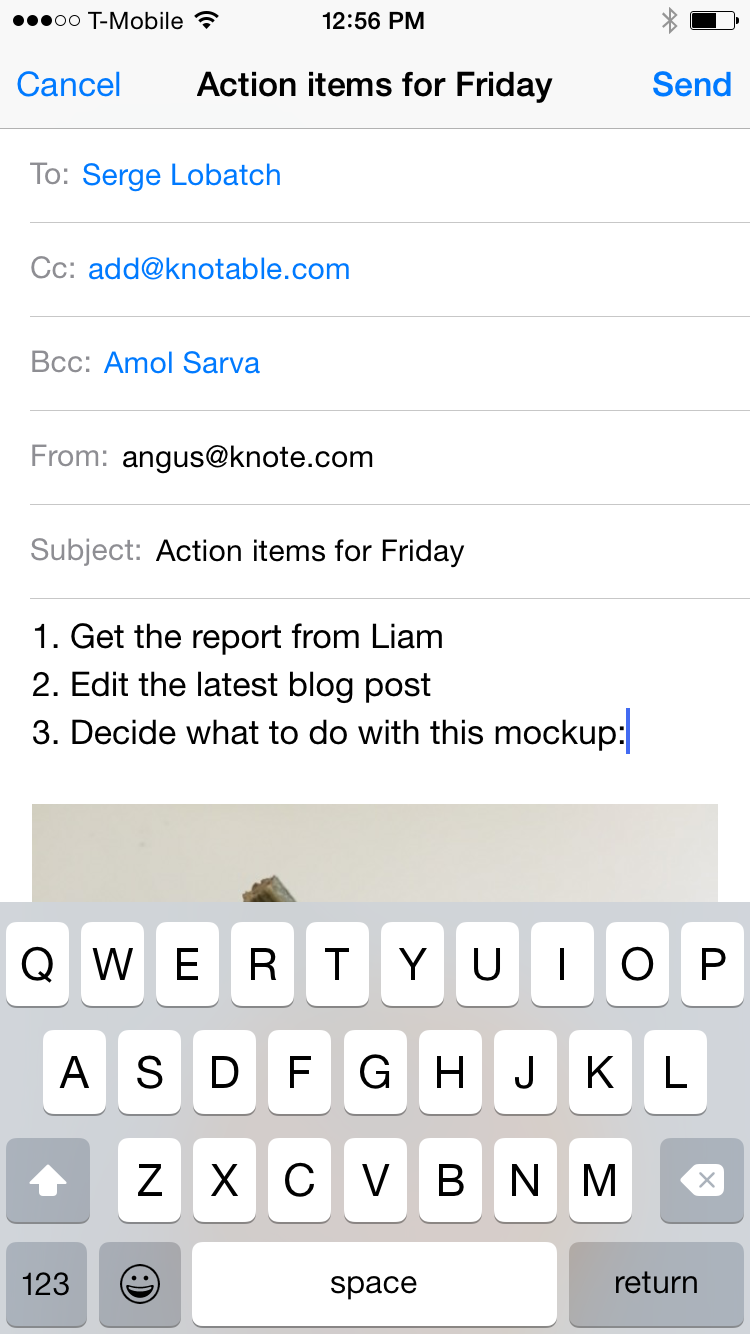 T-Mobile 12:56 PM
Cancel Action items for Friday Send
To: Serge Lobatch
Cc: add@knotable.com
Bcc: Amol Sarva
From: angus@knote.com
Subject: Action items for Friday
1. Get the report from Liam
2. Edit the latest blog post
3. Decide what to do with this mockup:
Q W E R T Y U I O P
A S D F G H J K L
Z X C V B N M
123 space return